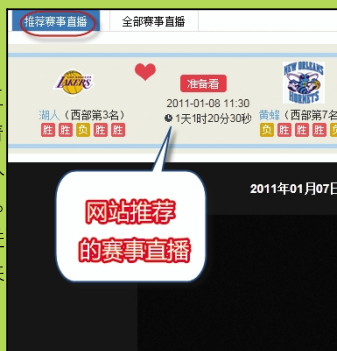 推荐赛事直播 全部赛事直播
LAKERS
准备看
NEW ORLEANS
HORNETS
2011-01-08 11:30
湖人（西部第3名）
1天1时20分30秒
黄蜂（西部第7名
胜 胜 负 胜 胜
负 胜 胜 胜
2011年01月07日
网站推荐
的赛事直播